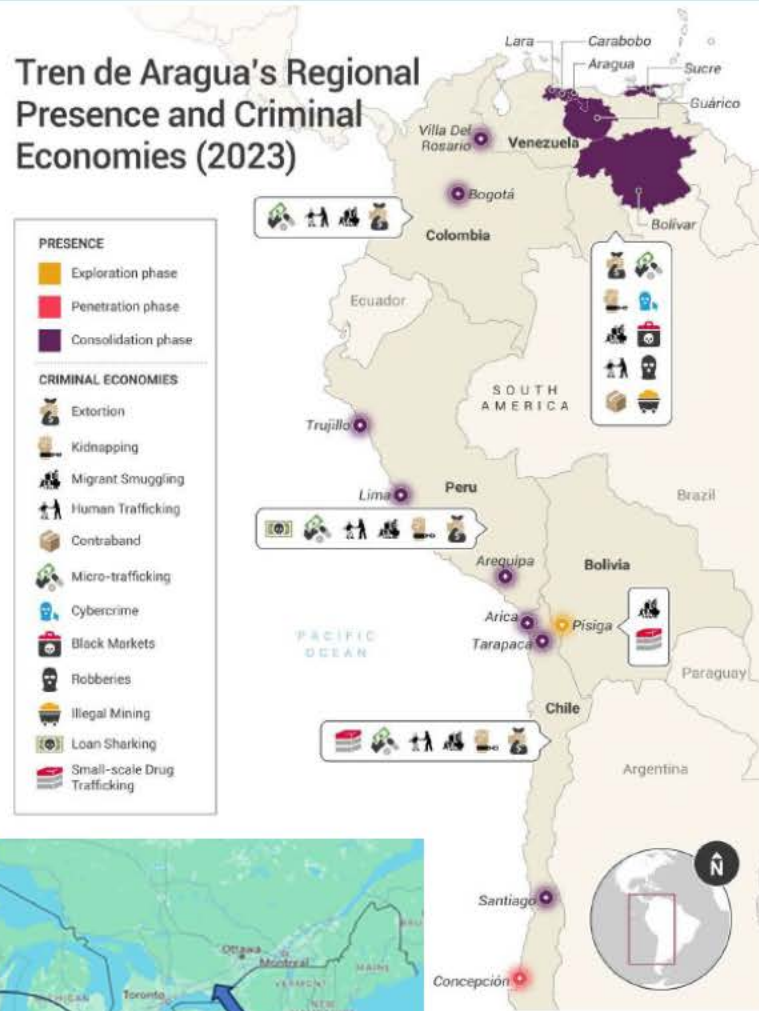 Tren de Aragua's Regional
Presence and Criminal
Economies (2023)
Lara
Carabobo
Aragua
Sucre
Guárico
Villa Del
Rosario
Venezuela
Bogotá
Bolívar
Colombia
PRESENCE
Exploration phase
Penetration phase
Consolidation phase
CRIMINAL ECONOMIES
Extortion
Kidnapping
Migrant Smuggling
Human Trafficking
Contraband
Micro-trafficking
Cybercrime
Black Markets
Robberies
Illegal Mining
Loan Sharking
Small-scale Drug
Trafficking
Ecuador
SOUTH
AMERICA
Trujillo
Lima
Peru
Brazil
Arequipa
Bolivia
Arica
Pisiga
Tarapacá
PACIFIC
OCEAN
Paraguay
Chile
Argentina
N
Santiago
Concepción
Ottawa
Montreal
MAINE
VERMONT
Toronto
NEW